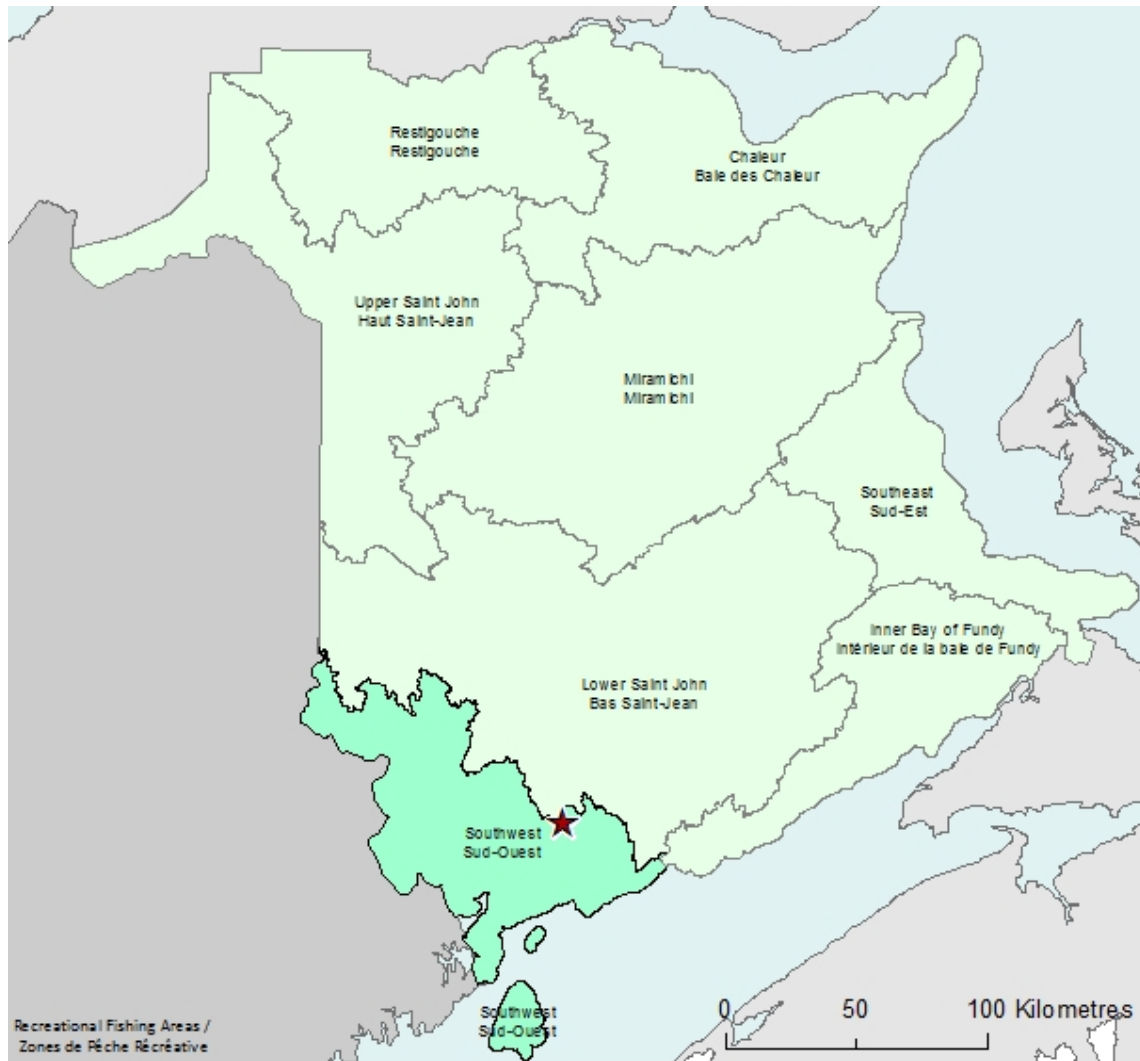 Restigouche
Restigouche
Chaleur
Baie des Chaleur
Upper Saint John
Haut Saint-Jean
Miramichi
Miramichi
Southeast
Sud-Est
Inner Bay of Fundy
Intérieur de la baie de Fundy
Lower Saint John
Bas Saint-Jean
Southwest
Sud-Ouest
Southwest
Sud-Ouest
0 50 100 Kilometres
Recreational Fishing Areas /
Zones de Pêche Récréative